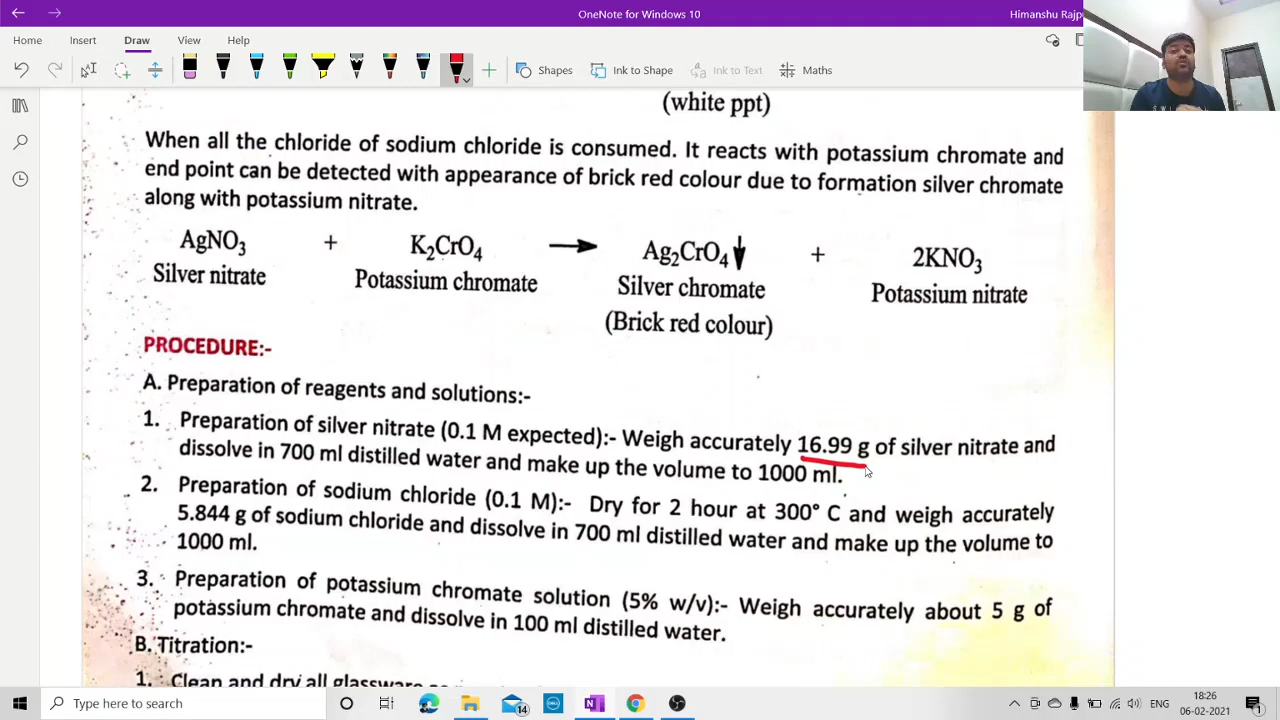 OneNote for Windows 10
Himanshu Rajp
Home Insert Draw View Help
Shapes Ink to Shape Ink to Text Maths
(white ppt)
When all the chloride of sodium chloride is consumed. It reacts with potassium chromate and
end point can be detected with appearance of brick red colour due to formation silver chromate
along with potassium nitrate.
AgNO3 + K2CrO4 → Ag2CrO4↓ + 2KNO3
Silver nitrate Potassium chromate Silver chromate Potassium nitrate
(Brick red colour)
PROCEDURE:-
A. Preparation of reagents and solutions:-
1. Preparation of silver nitrate (0.1 M expected):- Weigh accurately 16.99 g of silver nitrate and
dissolve in 700 ml distilled water and make up the volume to 1000 ml.
2. Preparation of sodium chloride (0.1 M):- Dry for 2 hour at 300° C and weigh accurately
5.844 g of sodium chloride and dissolve in 700 ml distilled water and make up the volume to
1000 ml.
3. Preparation of potassium chromate solution (5% w/v):- Weigh accurately about 5 g of
potassium chromate and dissolve in 100 ml distilled water.
B. Titration:-
1. Clean and dry all glassware
Type here to search
14
ENG
18:26
06-02-2021
1